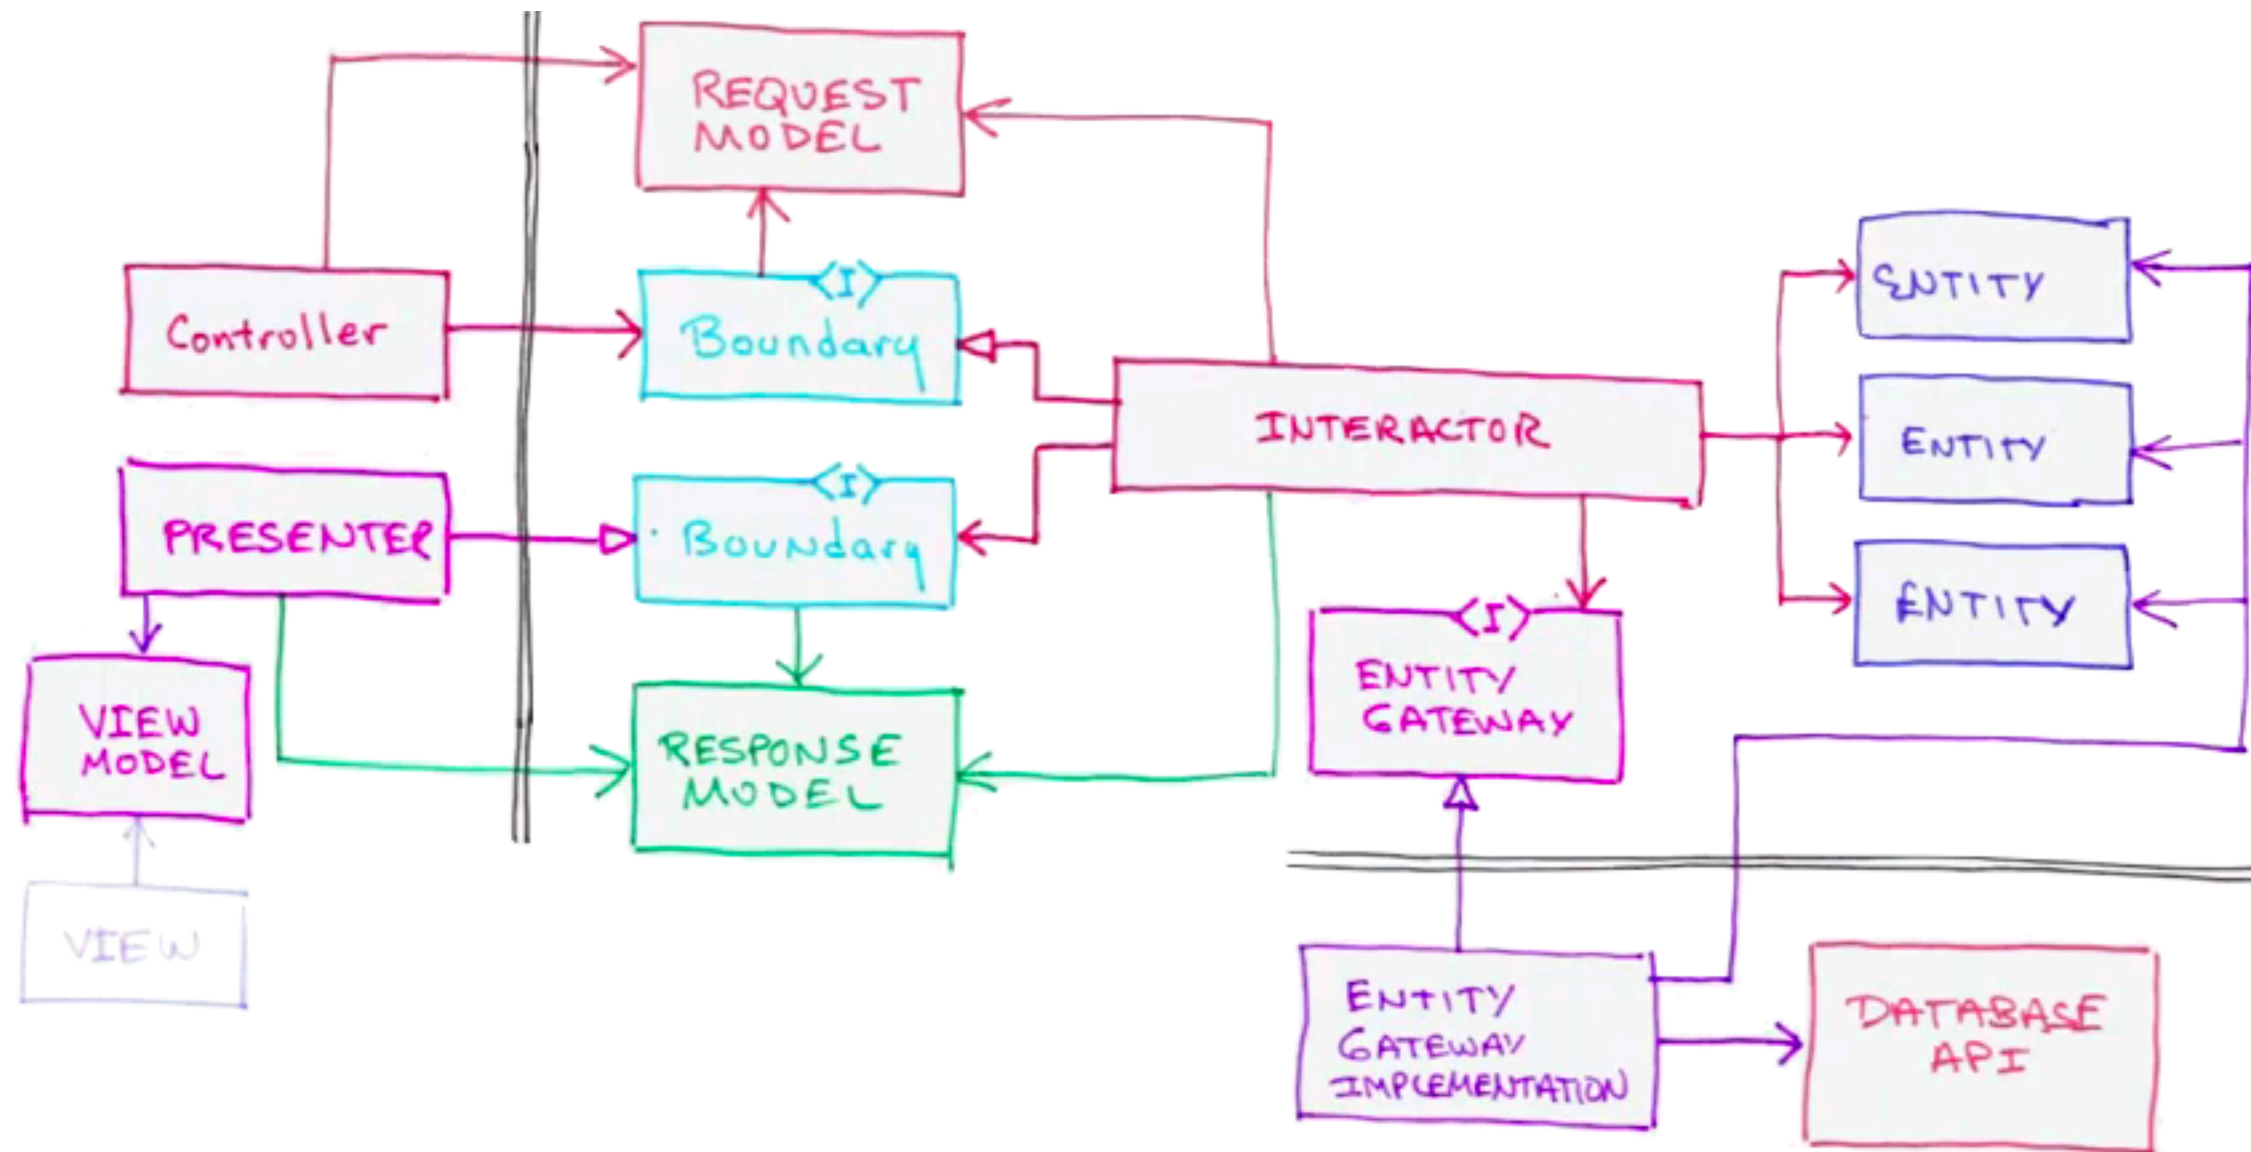 REQUEST
MODEL
<I>
Boundary
Controller
ENTITY
INTERACTOR
ENTITY
<I>
Boundary
PRESENTER
ENTITY
<I>
ENTITY
GATEWAY
VIEW
MODEL
RESPONSE
MODEL
VIEW
ENTITY
GATEWAY
IMPLEMENTATION
DATABASE
API